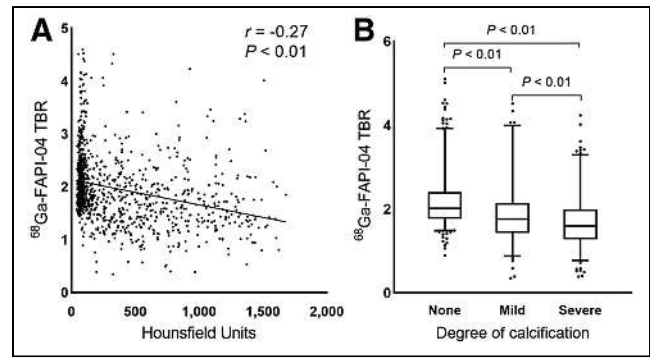 A
r = -0.27
P < 0.01
68Ga-FAPI-04 TBR
5
4
3
2
1
0
0 500 1,000 1,500 2,000
Hounsfield Units
B
P < 0.01
P < 0.01
P < 0.01
68Ga-FAPI-04 TBR
6
4
2
0
None Mild Severe
Degree of calcification